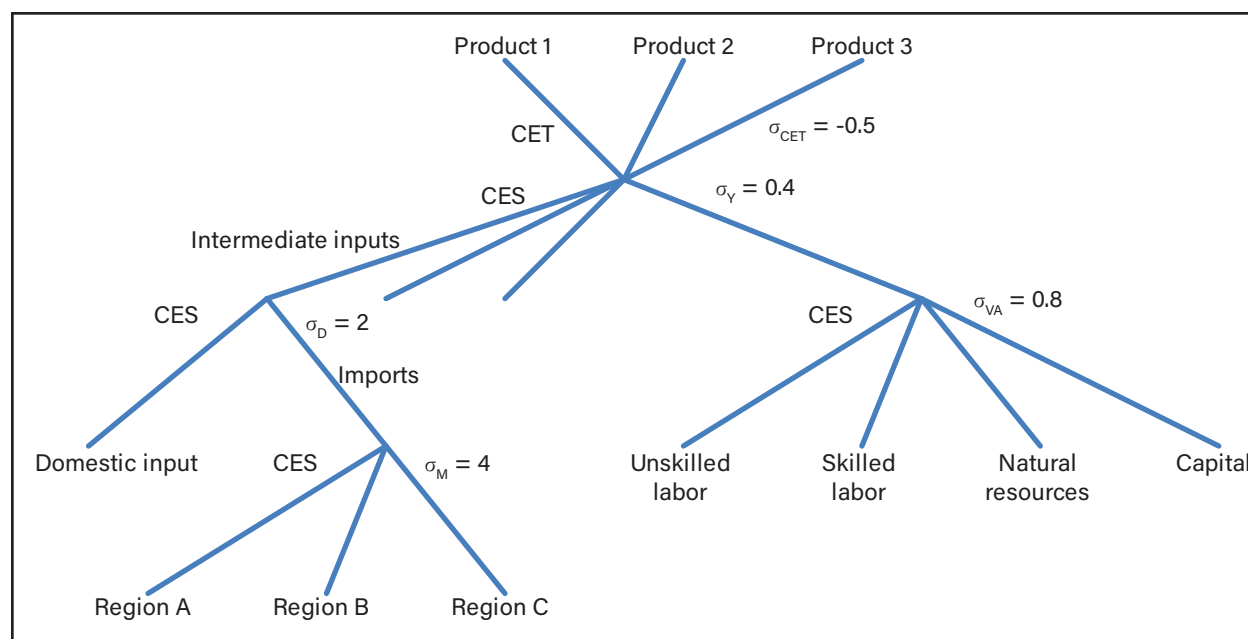 Product 1
Product 2
Product 3
CET
σCET = -0.5
CES
σY = 0.4
Intermediate inputs
CES
σD = 2
CES
σVA = 0.8
Imports
Domestic input
CES
σM = 4
Unskilled
labor
Skilled
labor
Natural
resources
Capital
Region A
Region B
Region C